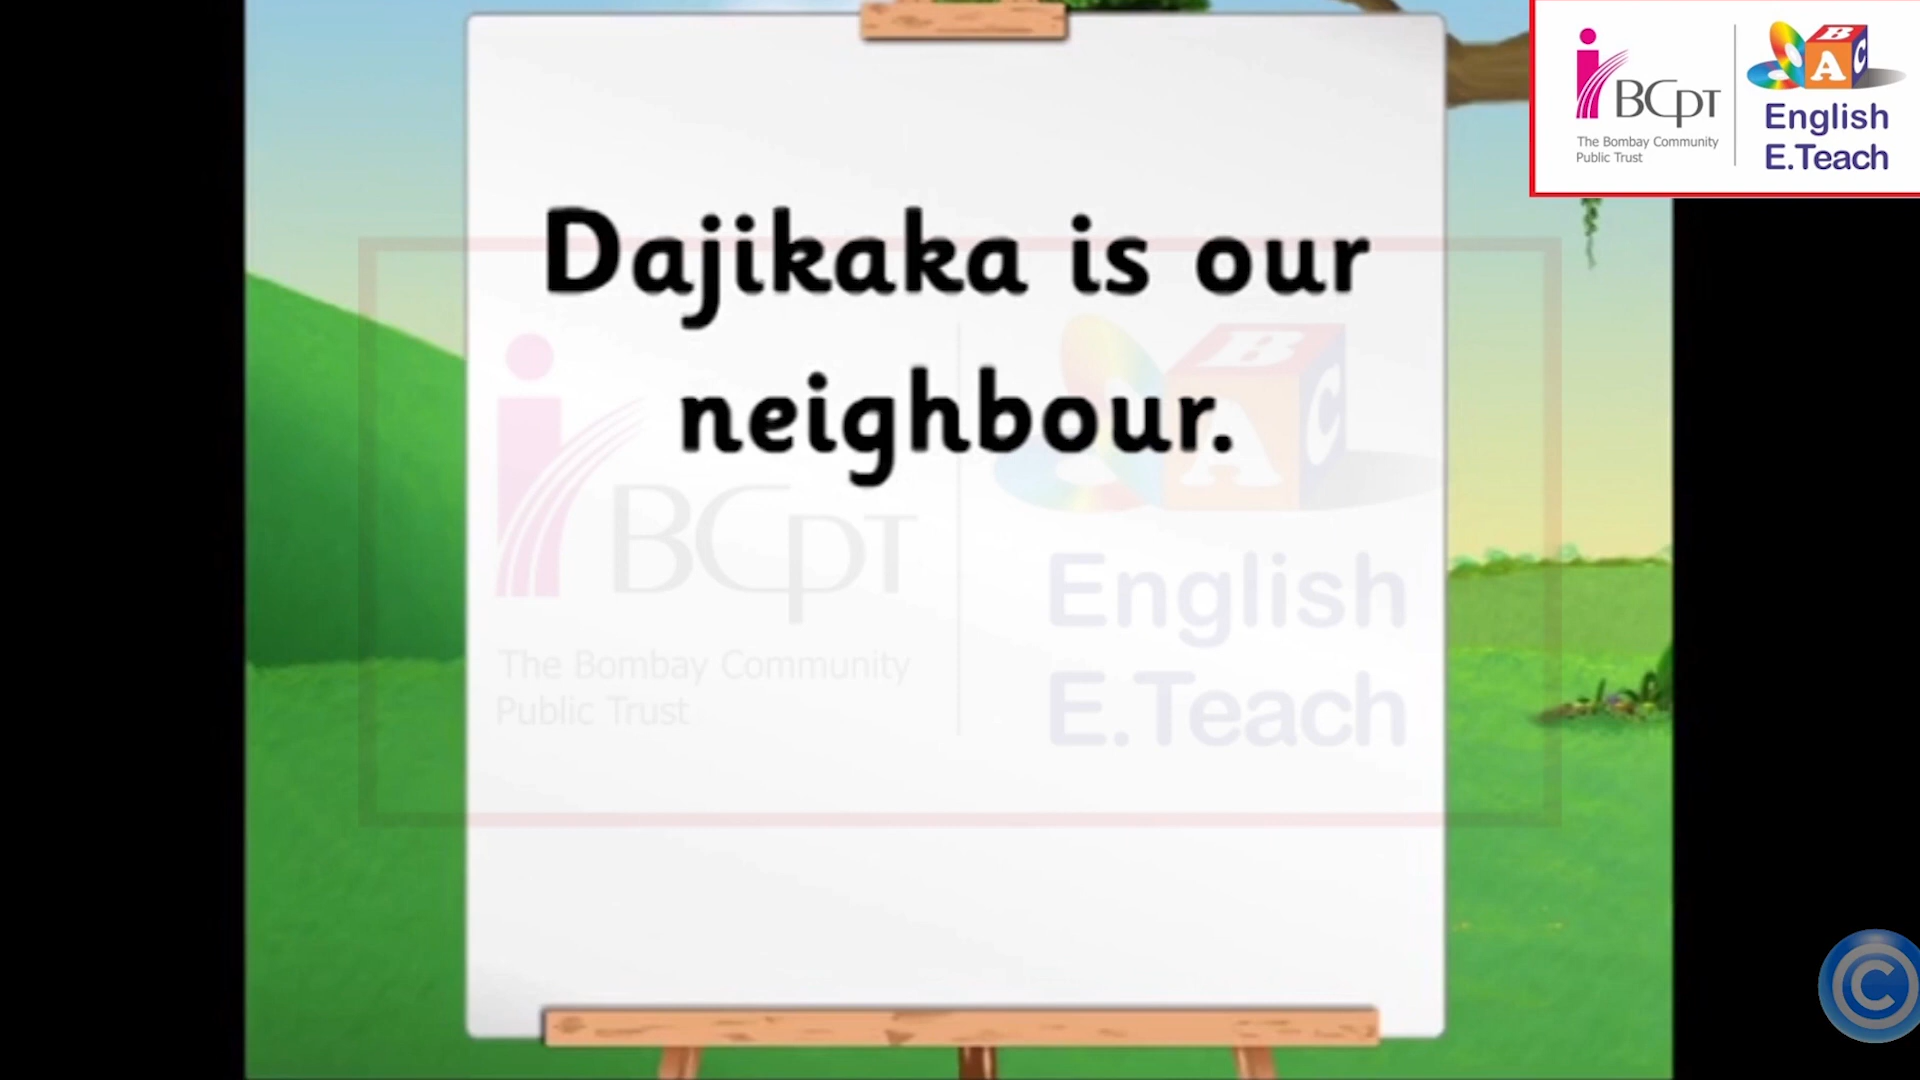 Dajikaka is our
neighbour.
BCPT
The Bombay Community
Public Trust
B
A
C
English
E.Teach
BCPT
The Bombay Community
Public Trust
B
A
C
English
E.Teach
©